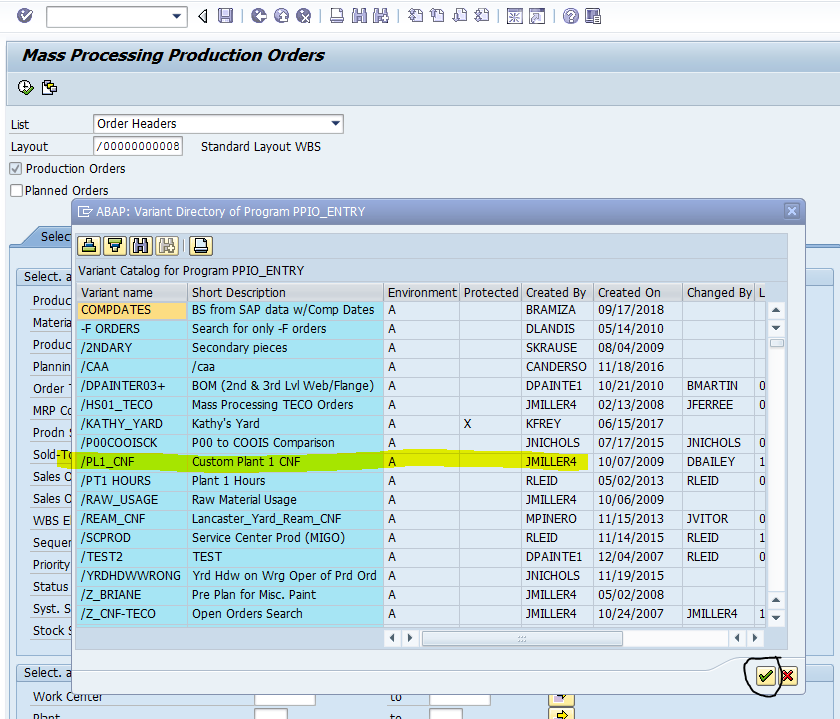 Mass Processing Production Orders
List Order Headers
Layout /00000000008 Standard Layout WBS
Production Orders
Planned Orders
Selec
ABAP: Variant Directory of Program PPIO_ENTRY
Variant Catalog for Program PPIO_ENTRY
Variant name Short Description Environment Protected Created By Created On Changed By L
COMPDATES BS from SAP data w/Comp Dates A BRAMIZA 09/17/2018
-F ORDERS Search for only -F orders A DLANDIS 05/14/2010
/2NDARY Secondary pieces A SKRAUSE 08/04/2009
/CAA /caa A CANDERSO 11/18/2016
/DPAINTER03+ BOM (2nd & 3rd Lvl Web/Flange) A DPAINTE1 10/21/2010 BMARTIN 0
/HS01_TECO Mass Processing TECO Orders A JMILLER4 02/13/2008 JFERREE 0
/KATHY_YARD Kathy's Yard A X KFREY 06/15/2017
/P00COOISCK P00 to COOIS Comparison A JNICHOLS 07/17/2015 JNICHOLS 0
/PL1_CNF Custom Plant 1 CNF A JMILLER4 10/07/2009 DBAILEY 1
/PT1 HOURS Plant 1 Hours A RLEID 05/02/2013 RLEID 0
/RAW_USAGE Raw Material Usage A JMILLER4 10/06/2009
/REAM_CNF Lancaster_Yard_Ream_CNF A MPINERO 11/15/2013 JVITOR 0
/SCPROD Service Center Prod (MIGO) A RLEID 11/14/2015 RLEID 1
/TEST2 TEST A DPAINTE1 12/04/2007 RLEID 0
/YRDHDWWRONG Yrd Hdw on Wrg Oper of Prd Ord A JNICHOLS 11/19/2015
/Z_BRIANE Pre Plan for Misc. Paint A JMILLER4 05/02/2008
/Z_CNF-TECO Open Orders Search A JMILLER4 10/24/2007 JMILLER4 1
Select. a
Produc
Materia
Produc
Plannin
Order T
MRP Co
Prodn S
Sold-To
Sales O
Sales O
WBS E
Sequen
Priority
Status
Syst. S
Stock S
Select. a
Work Center to
Plant to